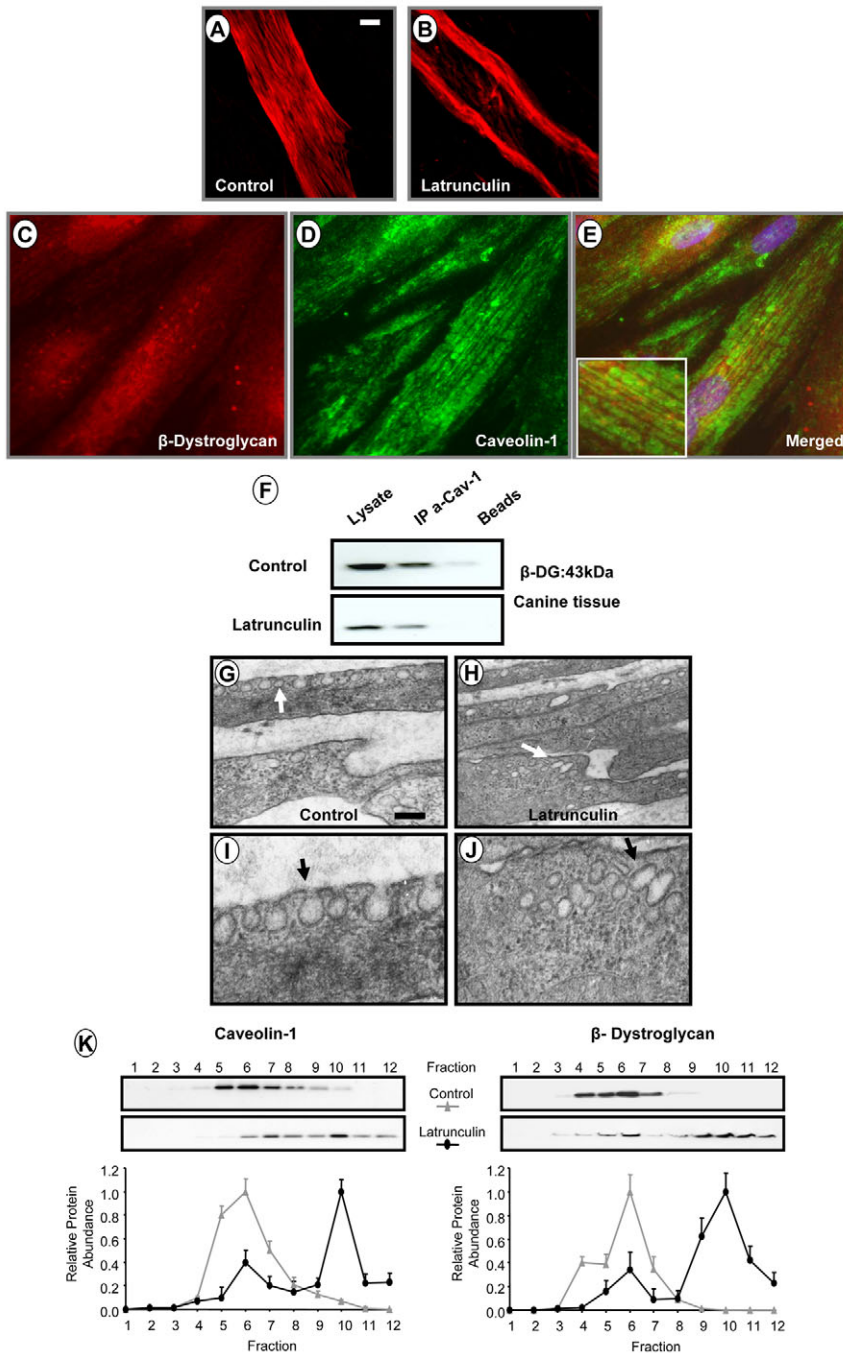 A
B
Control
Latrunculin
C
D
E
β-Dystroglycan
Caveolin-1
Merged
F
Lysate
IP a-Cav-1
Beads
Control
β-DG:43kDa
Canine tissue
Latrunculin
G
H
Control
Latrunculin
I
J
K
Caveolin-1
β- Dystroglycan
1 2 3 4 5 6 7 8 9 10 11 12
Fraction
1 2 3 4 5 6 7 8 9 10 11 12
Control
Latrunculin
Relative Protein
Abundance
1.2
1.0
0.8
0.6
0.4
0.2
0.0
1 2 3 4 5 6 7 8 9 10 11 12
Fraction
Relative Protein
Abundance
1.2
1.0
0.8
0.6
0.4
0.2
0.0
1 2 3 4 5 6 7 8 9 10 11 12
Fraction